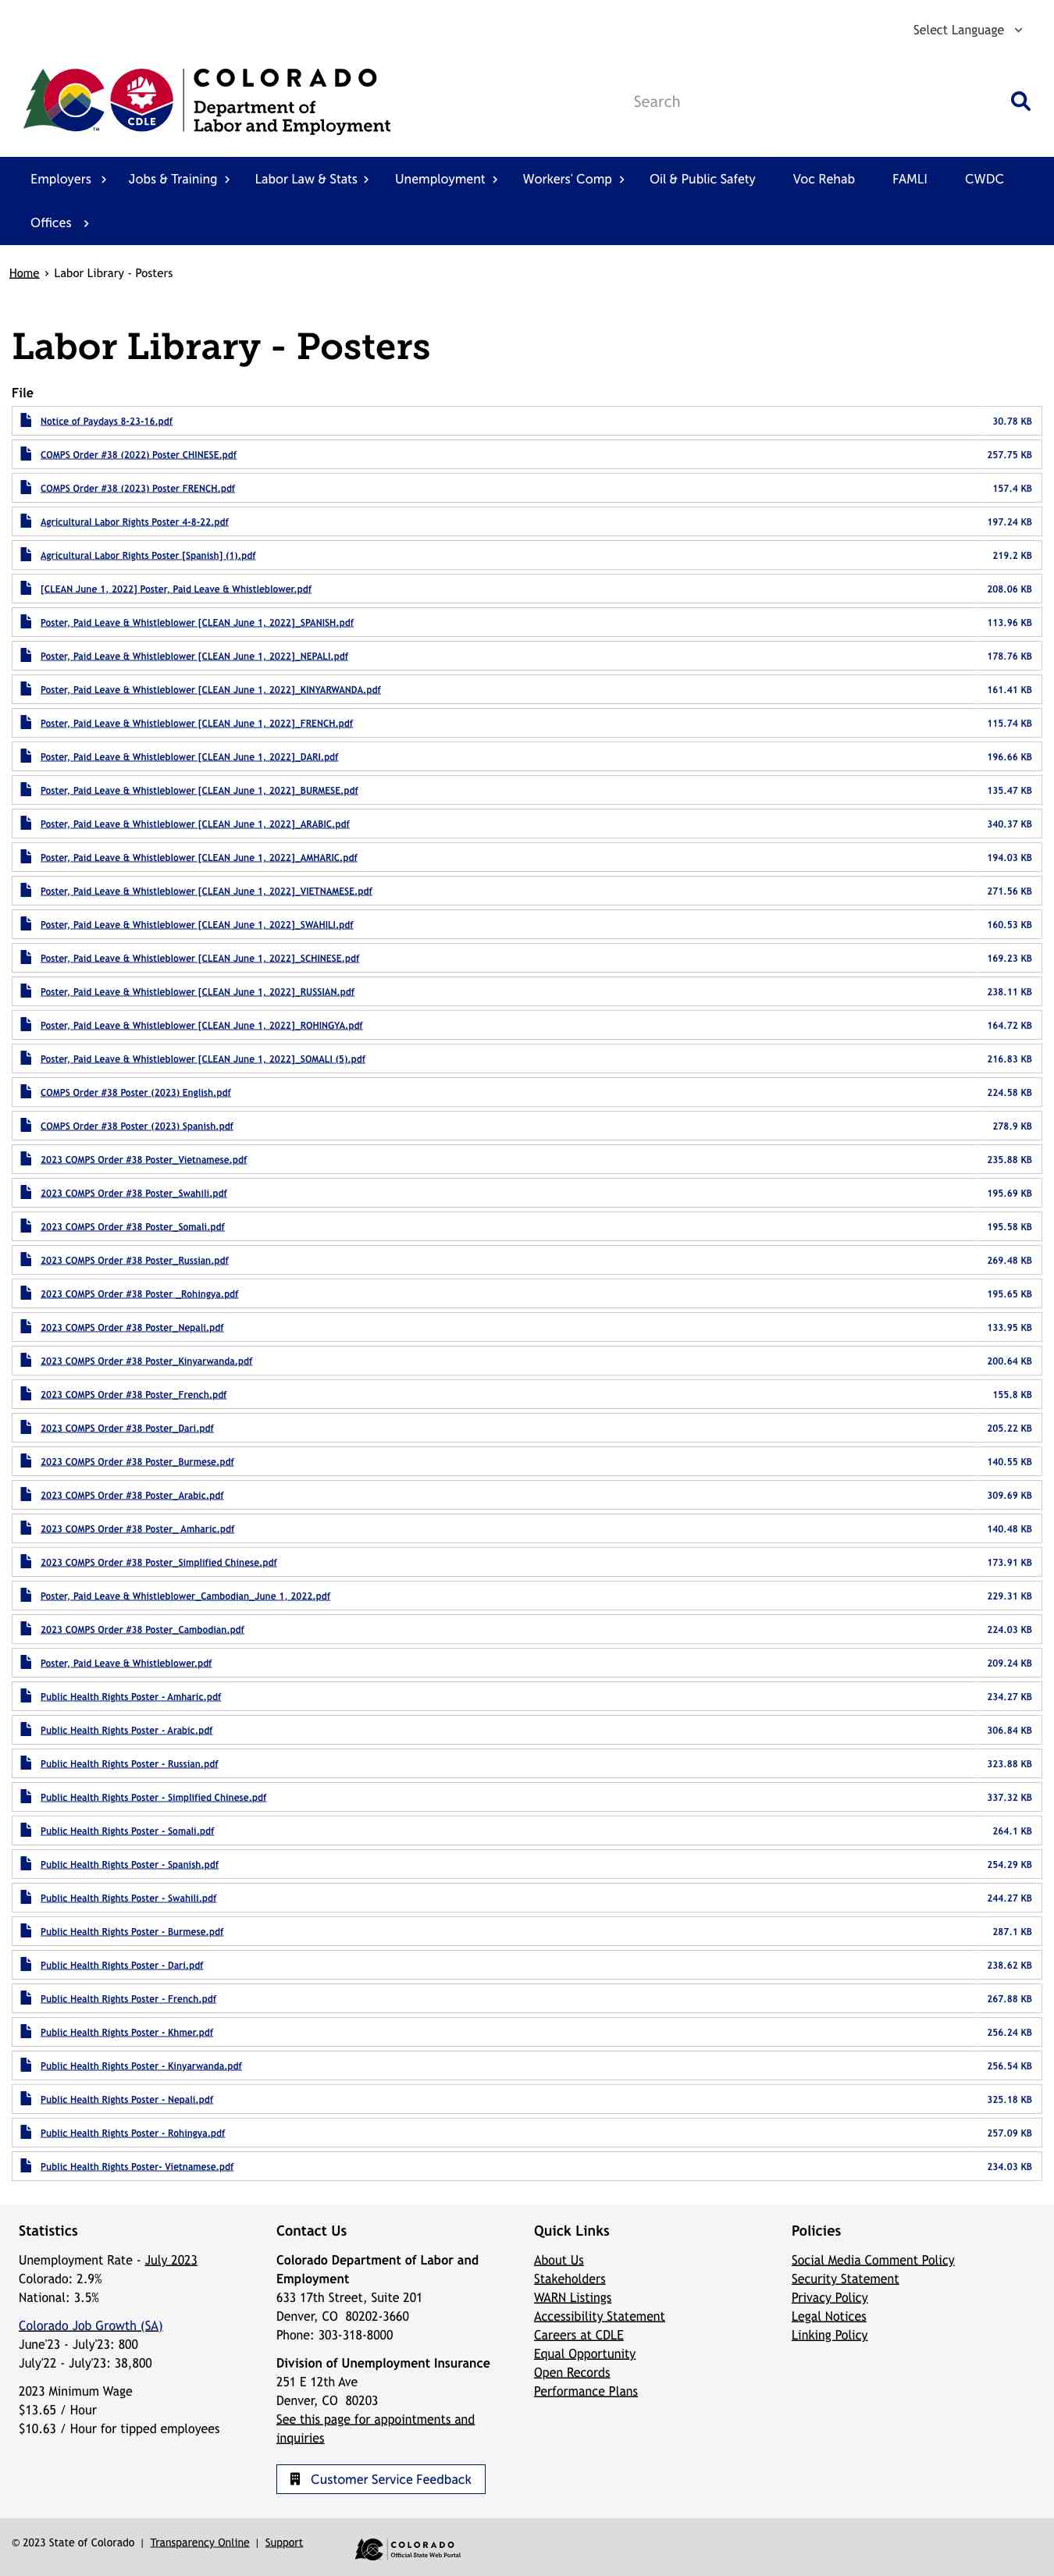 Select Language
COLORADO
Department of
Labor and Employment
CDLE
TM
Search
Employers
Jobs & Training
Labor Law & Stats
Unemployment
Workers' Comp
Oil & Public Safety
Voc Rehab
FAMLI
CWDC
Offices
Home › Labor Library - Posters
Labor Library - Posters
File
Notice of Paydays 8-23-16.pdf 30.78 KB
COMPS Order #38 (2022) Poster CHINESE.pdf 257.75 KB
COMPS Order #38 (2023) Poster FRENCH.pdf 157.4 KB
Agricultural Labor Rights Poster 4-8-22.pdf 197.24 KB
Agricultural Labor Rights Poster [Spanish] (1).pdf 219.2 KB
[CLEAN June 1, 2022] Poster, Paid Leave & Whistleblower.pdf 208.06 KB
Poster, Paid Leave & Whistleblower [CLEAN June 1, 2022]_SPANISH.pdf 113.96 KB
Poster, Paid Leave & Whistleblower [CLEAN June 1, 2022]_NEPALI.pdf 178.76 KB
Poster, Paid Leave & Whistleblower [CLEAN June 1, 2022]_KINYARWANDA.pdf 161.41 KB
Poster, Paid Leave & Whistleblower [CLEAN June 1, 2022]_FRENCH.pdf 115.74 KB
Poster, Paid Leave & Whistleblower [CLEAN June 1, 2022]_DARI.pdf 196.66 KB
Poster, Paid Leave & Whistleblower [CLEAN June 1, 2022]_BURMESE.pdf 135.47 KB
Poster, Paid Leave & Whistleblower [CLEAN June 1, 2022]_ARABIC.pdf 340.37 KB
Poster, Paid Leave & Whistleblower [CLEAN June 1, 2022]_AMHARIC.pdf 194.03 KB
Poster, Paid Leave & Whistleblower [CLEAN June 1, 2022]_VIETNAMESE.pdf 271.56 KB
Poster, Paid Leave & Whistleblower [CLEAN June 1, 2022]_SWAHILI.pdf 160.53 KB
Poster, Paid Leave & Whistleblower [CLEAN June 1, 2022]_SCHINESE.pdf 169.23 KB
Poster, Paid Leave & Whistleblower [CLEAN June 1, 2022]_RUSSIAN.pdf 238.11 KB
Poster, Paid Leave & Whistleblower [CLEAN June 1, 2022]_ROHINGYA.pdf 164.72 KB
Poster, Paid Leave & Whistleblower [CLEAN June 1, 2022]_SOMALI (5).pdf 216.83 KB
COMPS Order #38 Poster (2023) English.pdf 224.58 KB
COMPS Order #38 Poster (2023) Spanish.pdf 278.9 KB
2023 COMPS Order #38 Poster_Vietnamese.pdf 235.88 KB
2023 COMPS Order #38 Poster_Swahili.pdf 195.69 KB
2023 COMPS Order #38 Poster_Somali.pdf 195.58 KB
2023 COMPS Order #38 Poster_Russian.pdf 269.48 KB
2023 COMPS Order #38 Poster _Rohingya.pdf 195.65 KB
2023 COMPS Order #38 Poster_Nepali.pdf 133.95 KB
2023 COMPS Order #38 Poster_Kinyarwanda.pdf 200.64 KB
2023 COMPS Order #38 Poster_French.pdf 155.8 KB
2023 COMPS Order #38 Poster_Dari.pdf 205.22 KB
2023 COMPS Order #38 Poster_Burmese.pdf 140.55 KB
2023 COMPS Order #38 Poster_Arabic.pdf 309.69 KB
2023 COMPS Order #38 Poster_ Amharic.pdf 140.48 KB
2023 COMPS Order #38 Poster_Simplified Chinese.pdf 173.91 KB
Poster, Paid Leave & Whistleblower_Cambodian_June 1, 2022.pdf 229.31 KB
2023 COMPS Order #38 Poster_Cambodian.pdf 224.03 KB
Poster, Paid Leave & Whistleblower.pdf 209.24 KB
Public Health Rights Poster - Amharic.pdf 234.27 KB
Public Health Rights Poster - Arabic.pdf 306.84 KB
Public Health Rights Poster - Russian.pdf 323.88 KB
Public Health Rights Poster - Simplified Chinese.pdf 337.32 KB
Public Health Rights Poster - Somali.pdf 264.1 KB
Public Health Rights Poster - Spanish.pdf 254.29 KB
Public Health Rights Poster - Swahili.pdf 244.27 KB
Public Health Rights Poster - Burmese.pdf 287.1 KB
Public Health Rights Poster - Dari.pdf 238.62 KB
Public Health Rights Poster - French.pdf 267.88 KB
Public Health Rights Poster - Khmer.pdf 256.24 KB
Public Health Rights Poster - Kinyarwanda.pdf 256.54 KB
Public Health Rights Poster - Nepali.pdf 325.18 KB
Public Health Rights Poster - Rohingya.pdf 257.09 KB
Public Health Rights Poster- Vietnamese.pdf 234.03 KB
Statistics
Unemployment Rate - July 2023
Colorado: 2.9%
National: 3.5%
Colorado Job Growth (SA)
June'23 - July'23: 800
July'22 - July'23: 38,800
2023 Minimum Wage
$13.65 / Hour
$10.63 / Hour for tipped employees
Contact Us
Colorado Department of Labor and
Employment
633 17th Street, Suite 201
Denver, CO 80202-3660
Phone: 303-318-8000
Division of Unemployment Insurance
251 E 12th Ave
Denver, CO 80203
See this page for appointments and
inquiries
Customer Service Feedback
Quick Links
About Us
Stakeholders
WARN Listings
Accessibility Statement
Careers at CDLE
Equal Opportunity
Open Records
Performance Plans
Policies
Social Media Comment Policy
Security Statement
Privacy Policy
Legal Notices
Linking Policy
© 2023 State of Colorado | Transparency Online | Support
COLORADO
Official State Web Portal